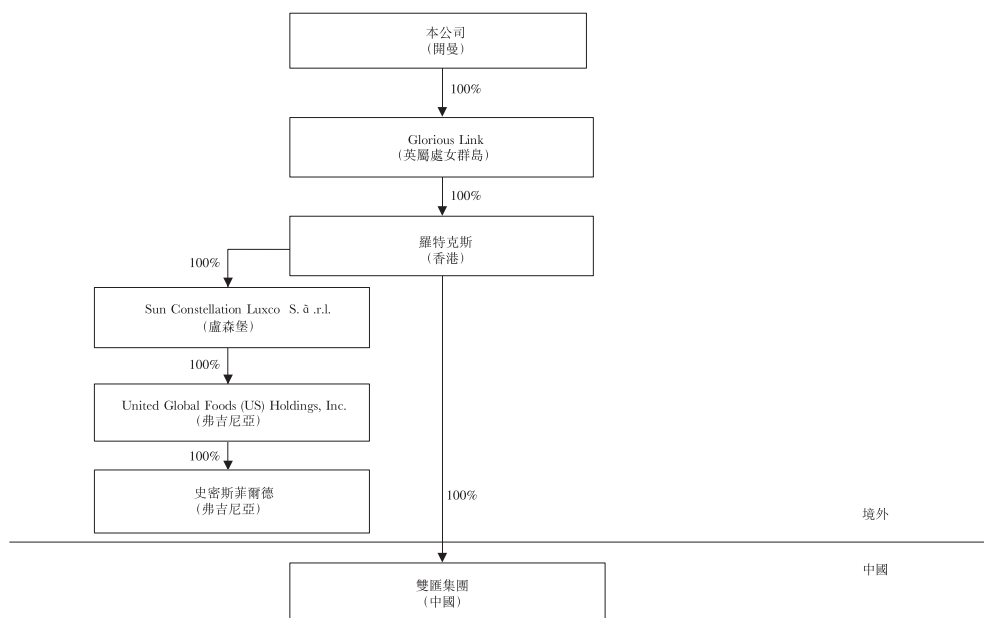 本公司
(開曼)
100%
Glorious Link
(英屬處女群島)
100%
羅特克斯
(香港)
100%
Sun Constellation Luxco S.à.r.l.
(盧森堡)
100%
United Global Foods (US) Holdings, Inc.
(弗吉尼亞)
100%
史密斯菲爾德
(弗吉尼亞)
100%
境外
中國
雙匯集團
(中國)